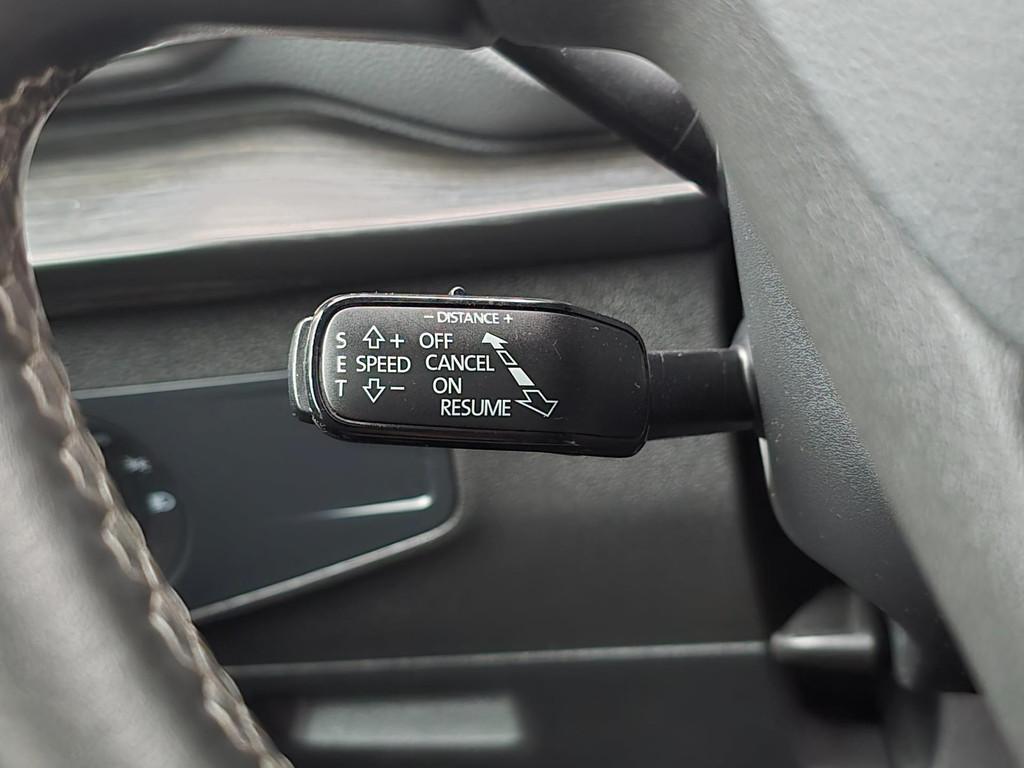 – DISTANCE +
S + OFF
E SPEED CANCEL
T – ON
RESUME